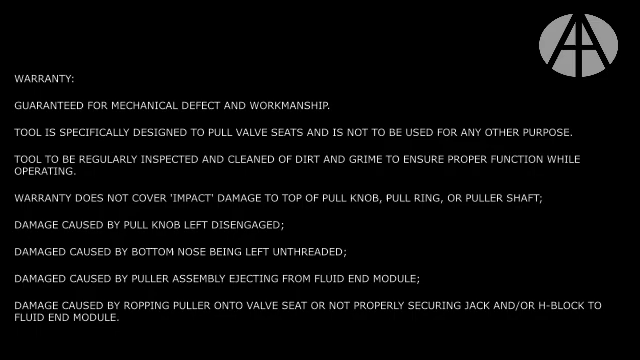 WARRANTY:
GUARANTEED FOR MECHANICAL DEFECT AND WORKMANSHIP.
TOOL IS SPECIFICALLY DESIGNED TO PULL VALVE SEATS AND IS NOT TO BE USED FOR ANY OTHER PURPOSE.
TOOL TO BE REGULARLY INSPECTED AND CLEANED OF DIRT AND GRIME TO ENSURE PROPER FUNCTION WHILE
OPERATING.
WARRANTY DOES NOT COVER 'IMPACT' DAMAGE TO TOP OF PULL KNOB, PULL RING, OR PULLER SHAFT;
DAMAGE CAUSED BY PULL KNOB LEFT DISENGAGED;
DAMAGED CAUSED BY BOTTOM NOSE BEING LEFT UNTHREADED;
DAMAGED CAUSED BY PULLER ASSEMBLY EJECTING FROM FLUID END MODULE;
DAMAGE CAUSED BY ROPPING PULLER ONTO VALVE SEAT OR NOT PROPERLY SECURING JACK AND/OR H-BLOCK TO
FLUID END MODULE.